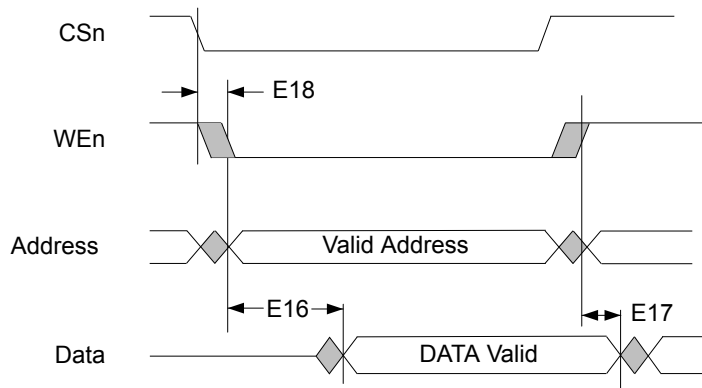 CSn
E18
WEn
Address
Valid Address
E16
E17
Data
DATA Valid